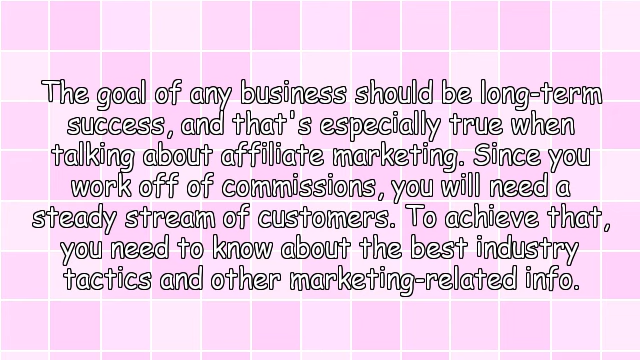 The goal of any business should be long-term
success, and that's especially true when
talking about affiliate marketing. Since you
work off of commissions, you will need a
steady stream of customers. To achieve that,
you need to know about the best industry
tactics and other marketing-related info.